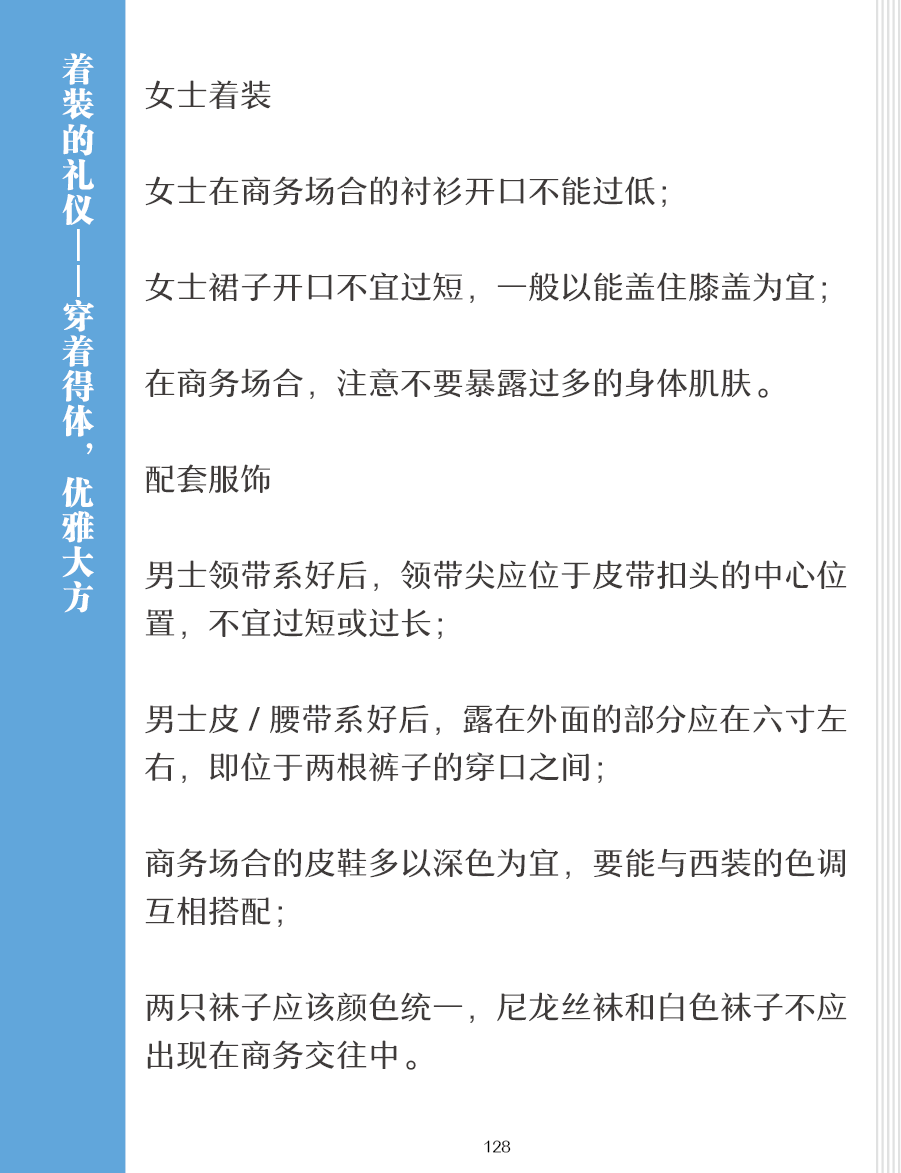 着装的礼仪——穿着得体，优雅大方
女士着装
女士在商务场合的衬衫开口不能过低；
女士裙子开口不宜过短，一般以能盖住膝盖为宜；
在商务场合，注意不要暴露过多的身体肌肤。
配套服饰
男士领带系好后，领带尖应位于皮带扣头的中心位
置，不宜过短或过长；
男士皮/腰带系好后，露在外面的部分应在六寸左
右，即位于两根裤子的穿口之间；
商务场合的皮鞋多以深色为宜，要能与西装的色调
互相搭配；
两只袜子应该颜色统一，尼龙丝袜和白色袜子不应
出现在商务交往中。
128